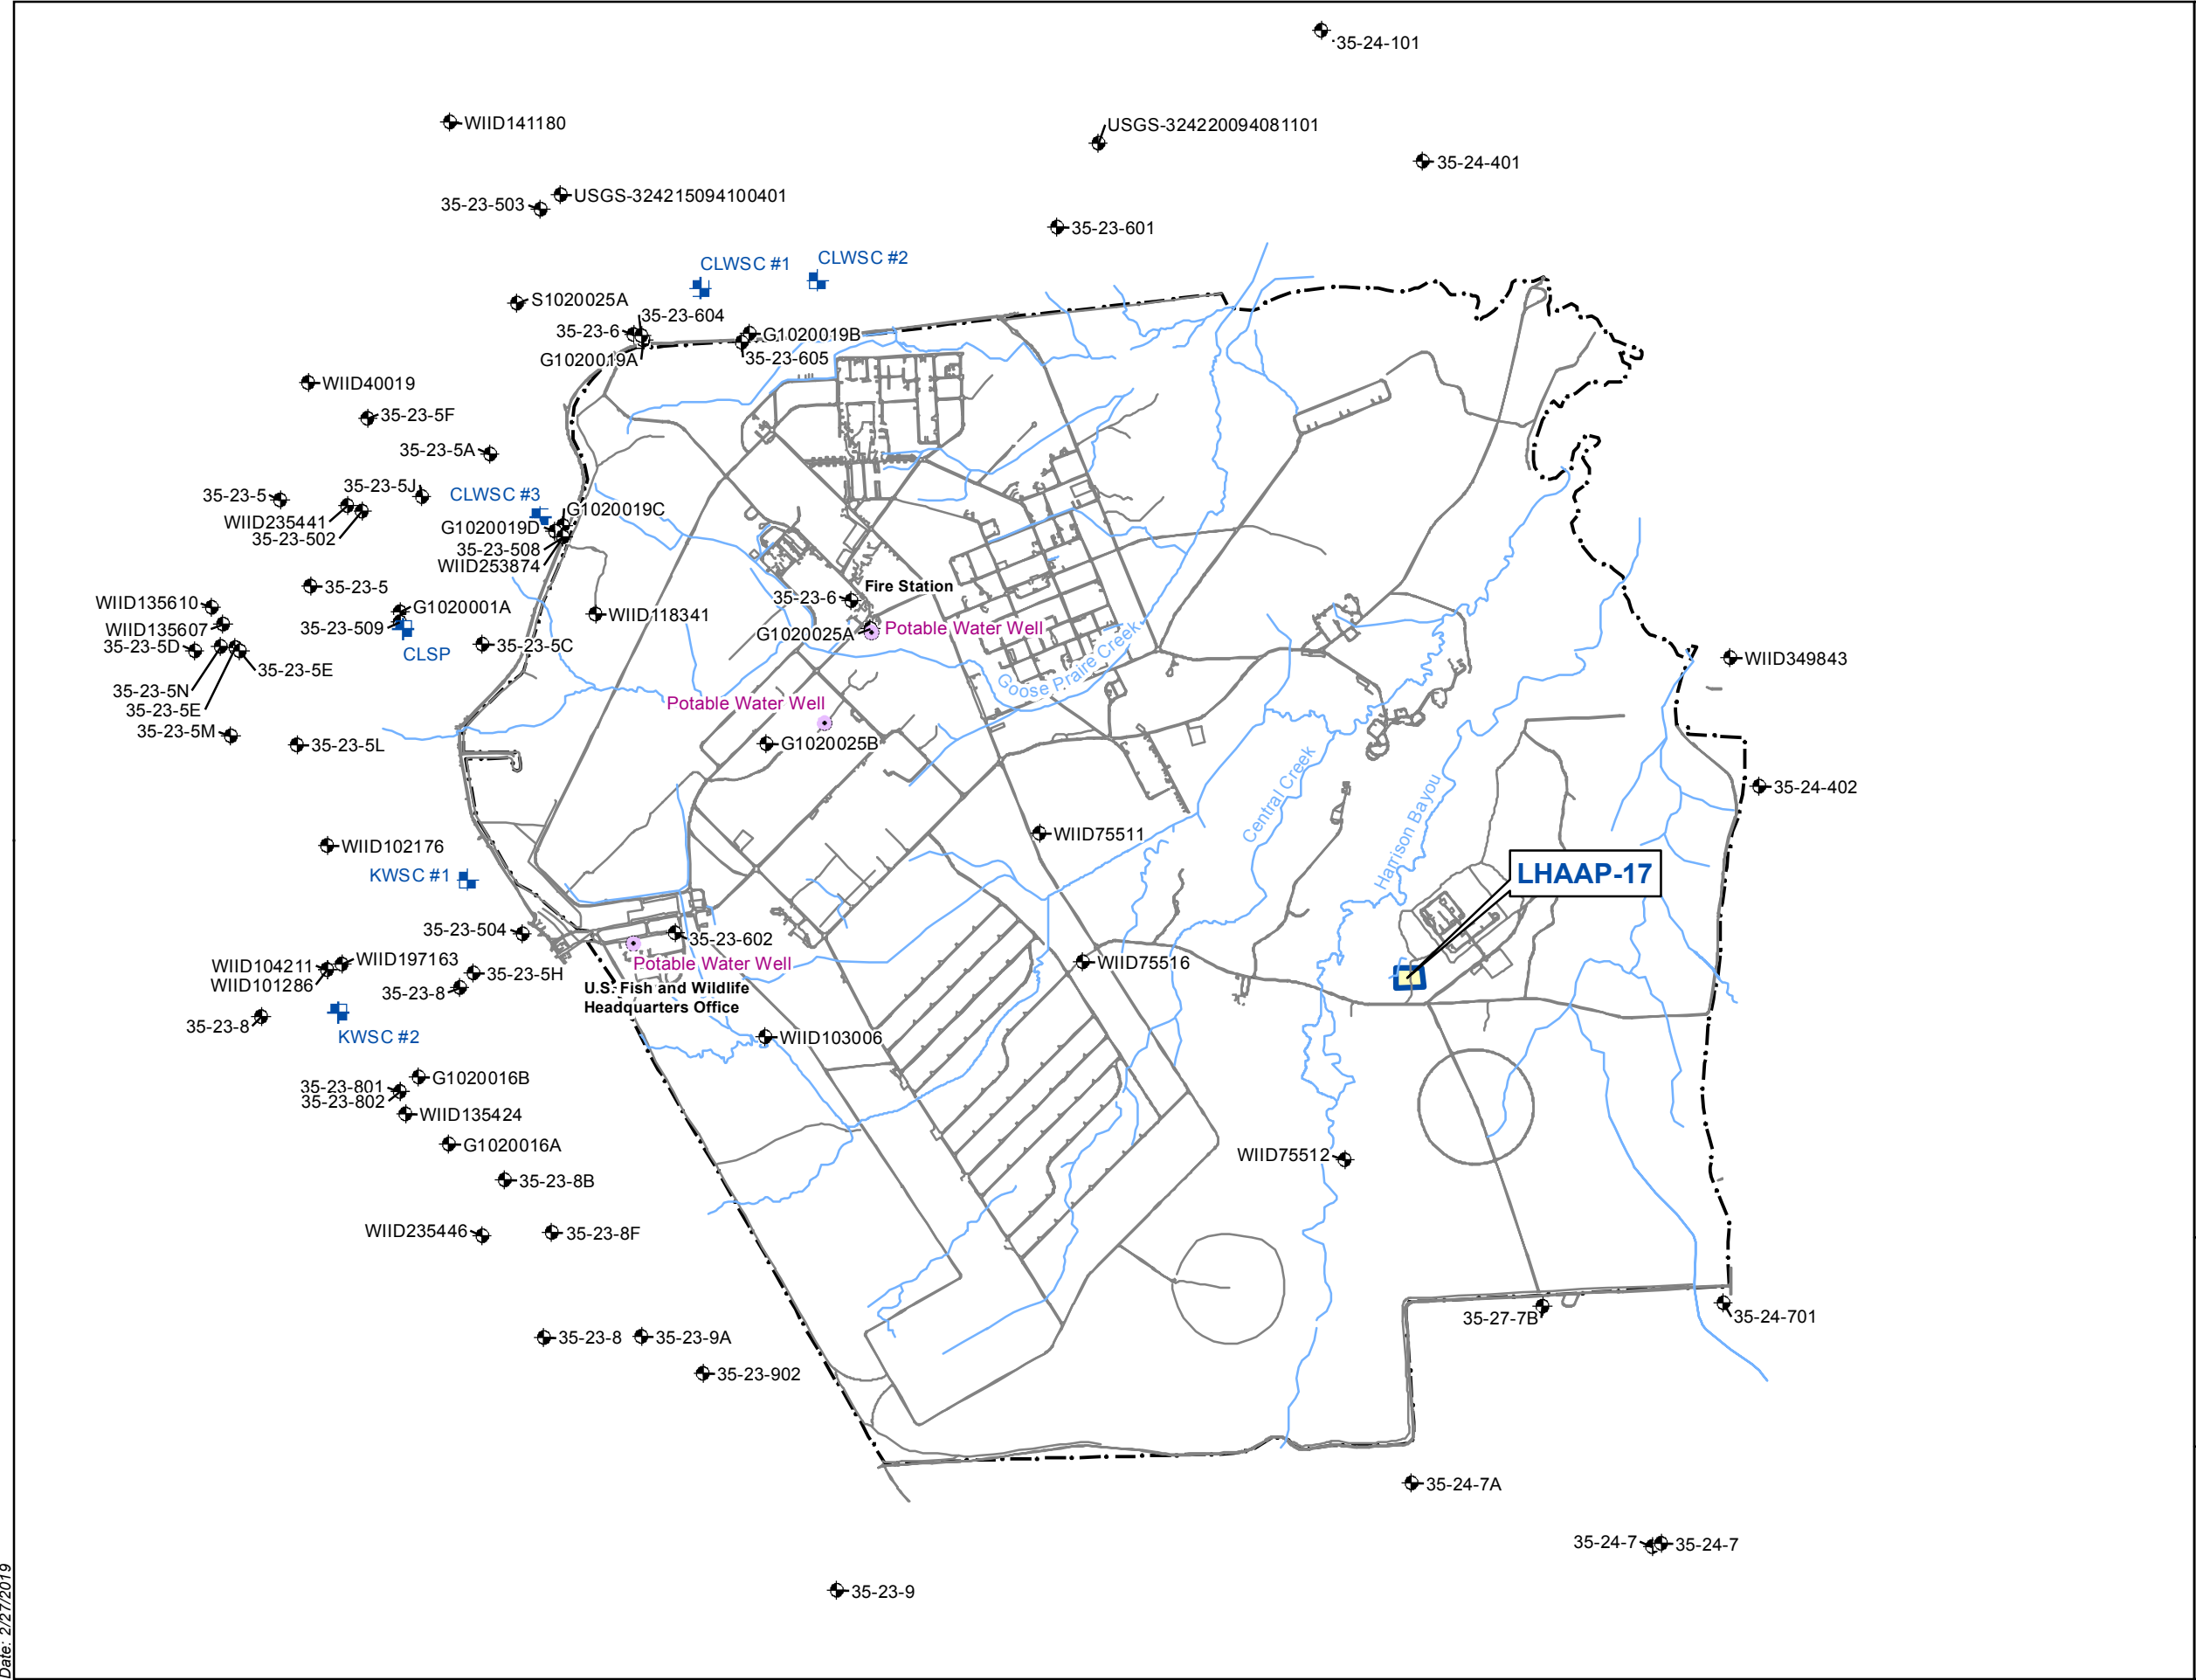 35-24-101
WIID141180
USGS-324220094081101
35-24-401
USGS-324215094100401
35-23-503
35-23-601
CLWSC #1
CLWSC #2
S1020025A
35-23-604
35-23-6
G1020019B
G1020019A
35-23-605
WIID40019
35-23-5F
35-23-5A
35-23-5J
35-23-5
CLWSC #3
WIID235441
G1020019C
35-23-502
G1020019D
35-23-508
WIID253874
35-23-5
Fire Station
WIID135610
G1020001A
WIID118341
35-23-6
WIID135607
35-23-509
G1020025A
Potable Water Well
35-23-5D
CLSP
35-23-5C
35-23-5E
Goose Praire Creek
WIID349843
35-23-5N
35-23-5E
Potable Water Well
35-23-5M
35-23-5L
G1020025B
35-24-402
Central Creek
Harrison Bayou
WIID75511
WIID102176
KWSC #1
LHAAP-17
35-23-504
35-23-602
WIID104211
WIID197163
Potable Water Well
WIID75516
WIID101286
35-23-5H
35-23-8
U.S. Fish and Wildlife
Headquarters Office
35-23-8
KWSC #2
WIID103006
G1020016B
35-23-801
35-23-802
WIID135424
G1020016A
WIID75512
35-23-8B
WIID235446
35-23-8F
35-27-7B
35-24-701
35-23-8
35-23-9A
35-23-902
35-24-7A
35-24-7
35-24-7
35-23-9
Date: 2/27/2019